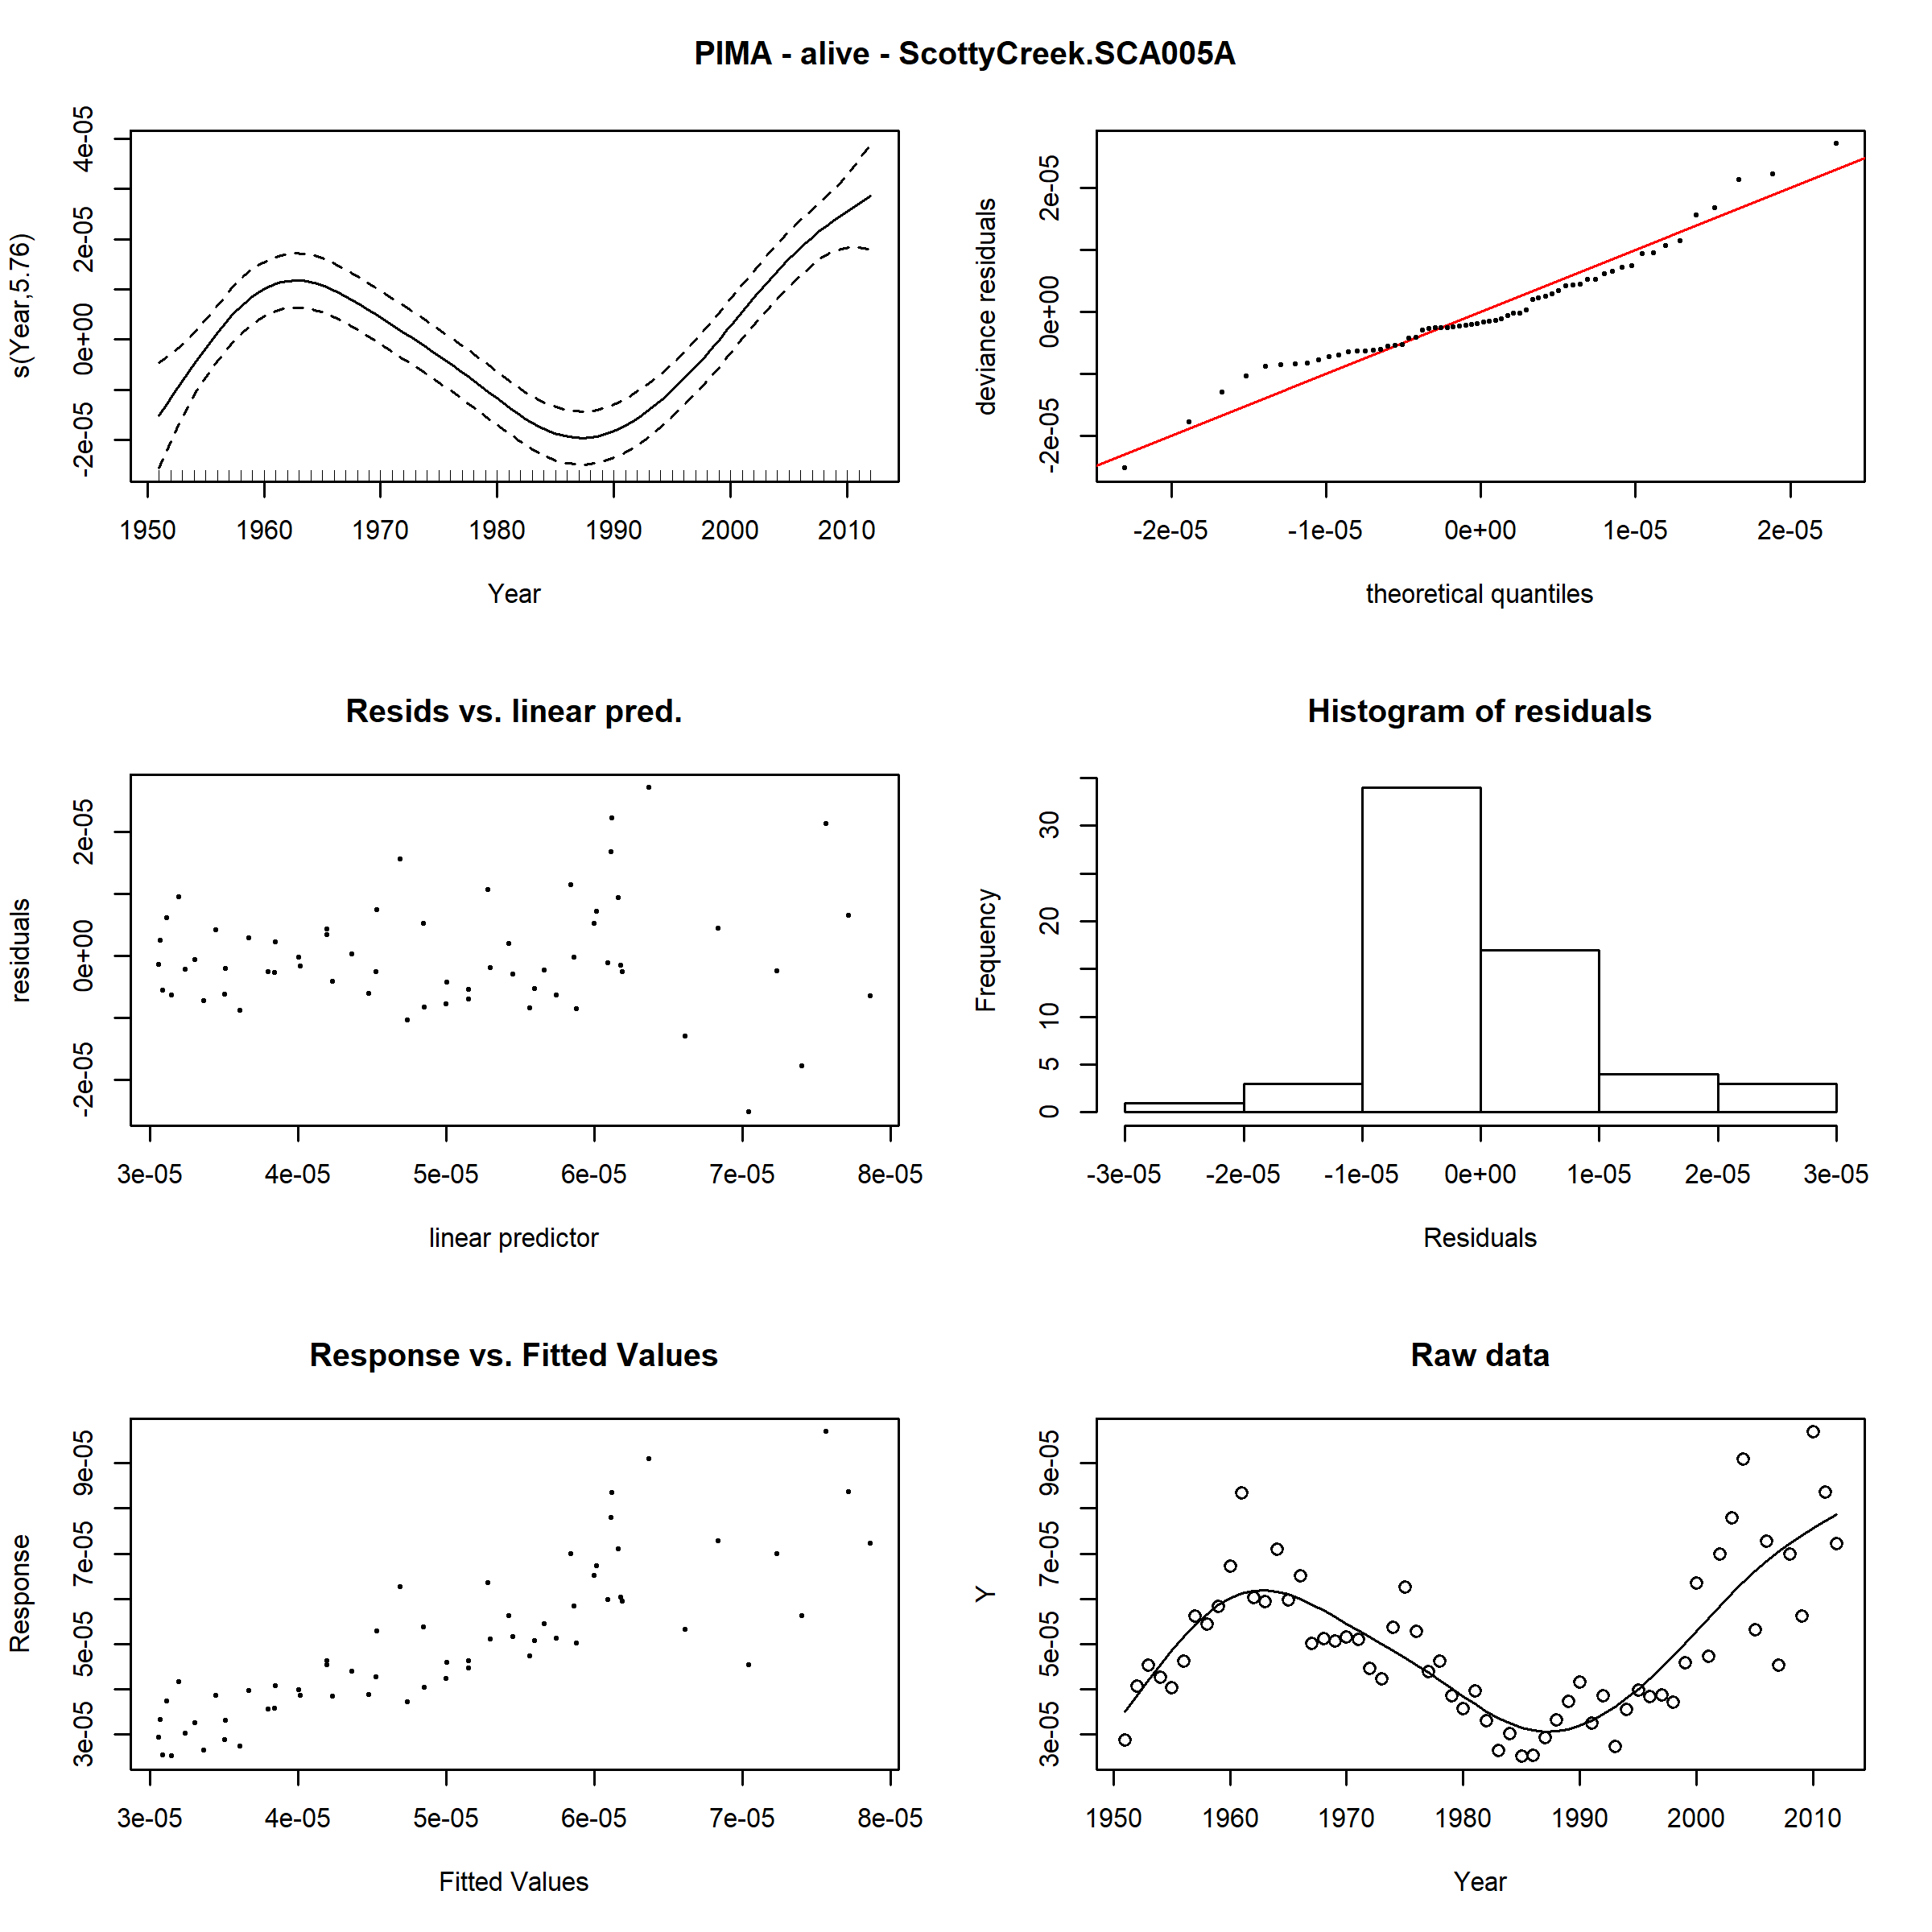 PIMA - alive - ScottyCreek.SCA005A
s(Year,5.76)
-2e-05 0e+00 2e-05 4e-05
1950 1960 1970 1980 1990 2000 2010
Year
deviance residuals
-2e-05 0e+00 2e-05
-2e-05 -1e-05 0e+00 1e-05 2e-05
theoretical quantiles
Resids vs. linear pred.
residuals
-2e-05 0e+00 2e-05
3e-05 4e-05 5e-05 6e-05 7e-05 8e-05
linear predictor
Histogram of residuals
Frequency
0 5 10 20 30
-3e-05 -2e-05 -1e-05 0e+00 1e-05 2e-05 3e-05
Residuals
Response vs. Fitted Values
Response
3e-05 5e-05 7e-05 9e-05
3e-05 4e-05 5e-05 6e-05 7e-05 8e-05
Fitted Values
Raw data
Y
3e-05 5e-05 7e-05 9e-05
1950 1960 1970 1980 1990 2000 2010
Year